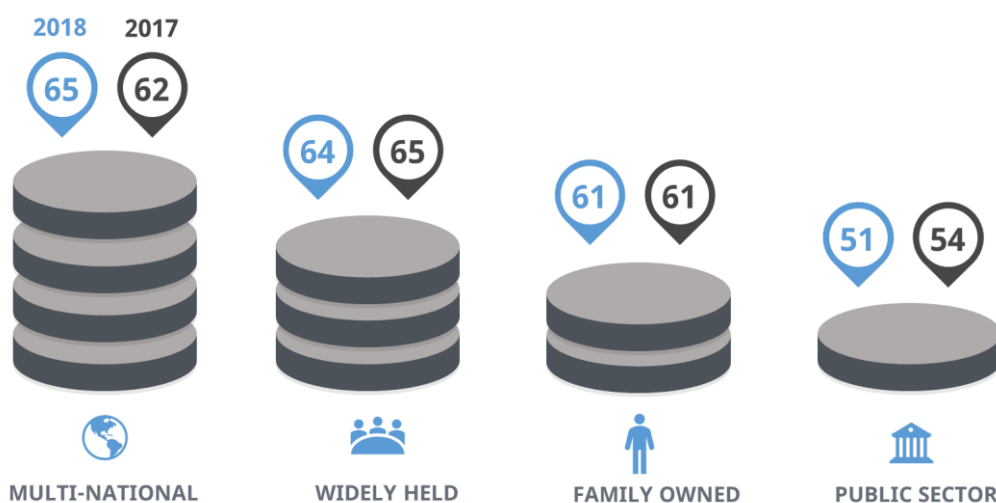 2018 2017
65 62
64 65
61 61
51 54
MULTI-NATIONAL
WIDELY HELD
FAMILY OWNED
PUBLIC SECTOR